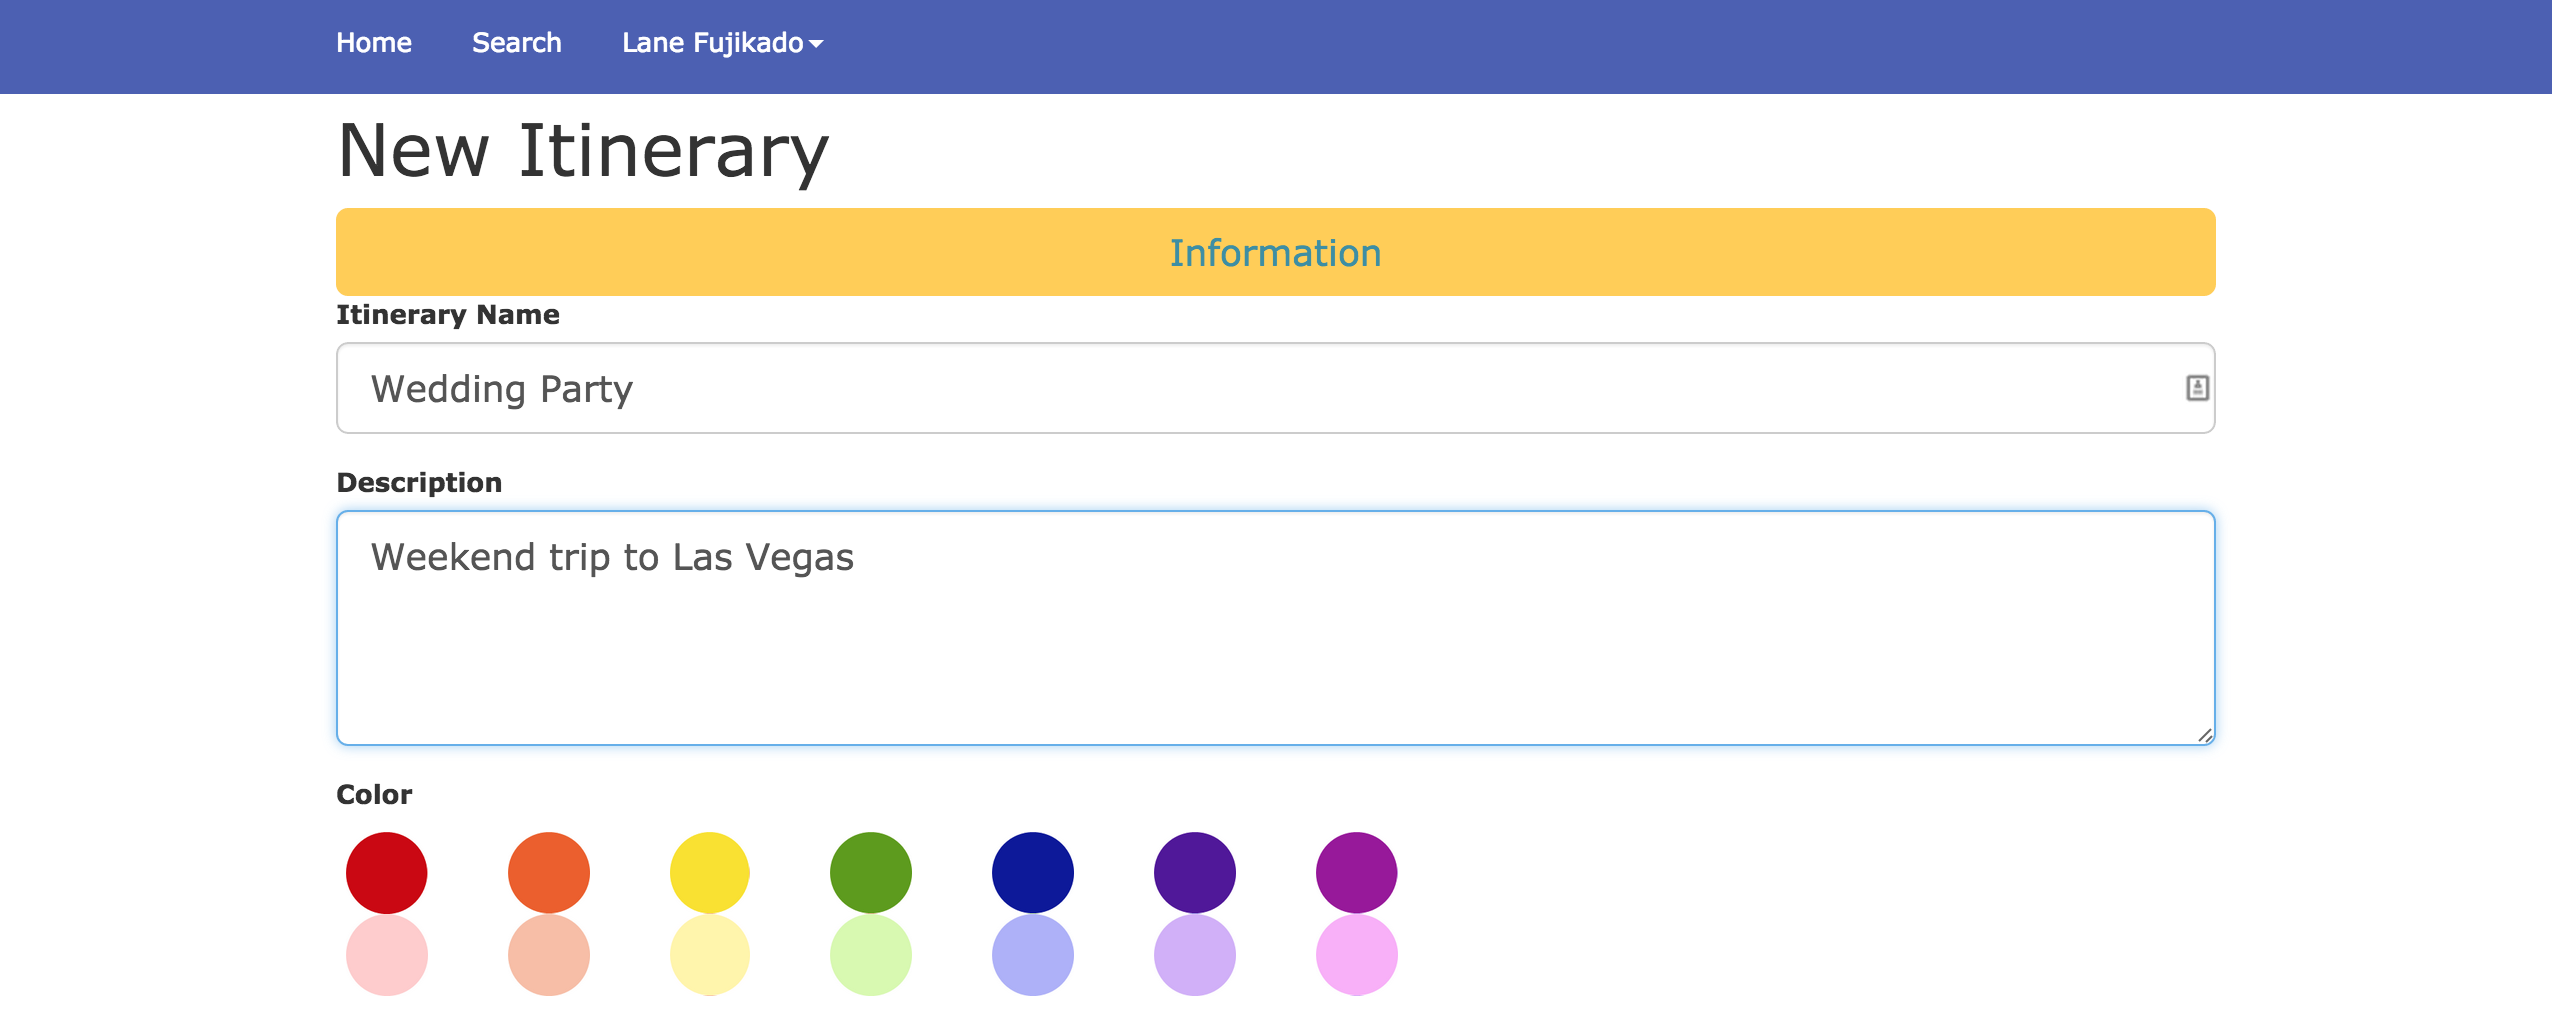 Home Search Lane Fujikado
New Itinerary
Information
Itinerary Name
Wedding Party
Description
Weekend trip to Las Vegas
Color